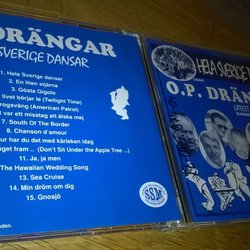 DRÄNGAR
SVERIGE DANSAR
1. Hela Sverige dansar
2. En liten stjärna
3. Gösta Gigolo
livet börjar le (Twilight Time)
rogsväng (American Patrol)
l var ett misstag att älska mej
7. South Of The Border
8. Chanson d'amour
ur har du det med kärleken idag
get fram .. (Don't Sit Under the Apple Tree ...)
11. Ja, ja men
The Hawaiian Wedding Song
13. Sea Cruise
14. Min dröm om dig
15. Gnosjö
SSM
HELA SVERIGE
O.P. DRÄN